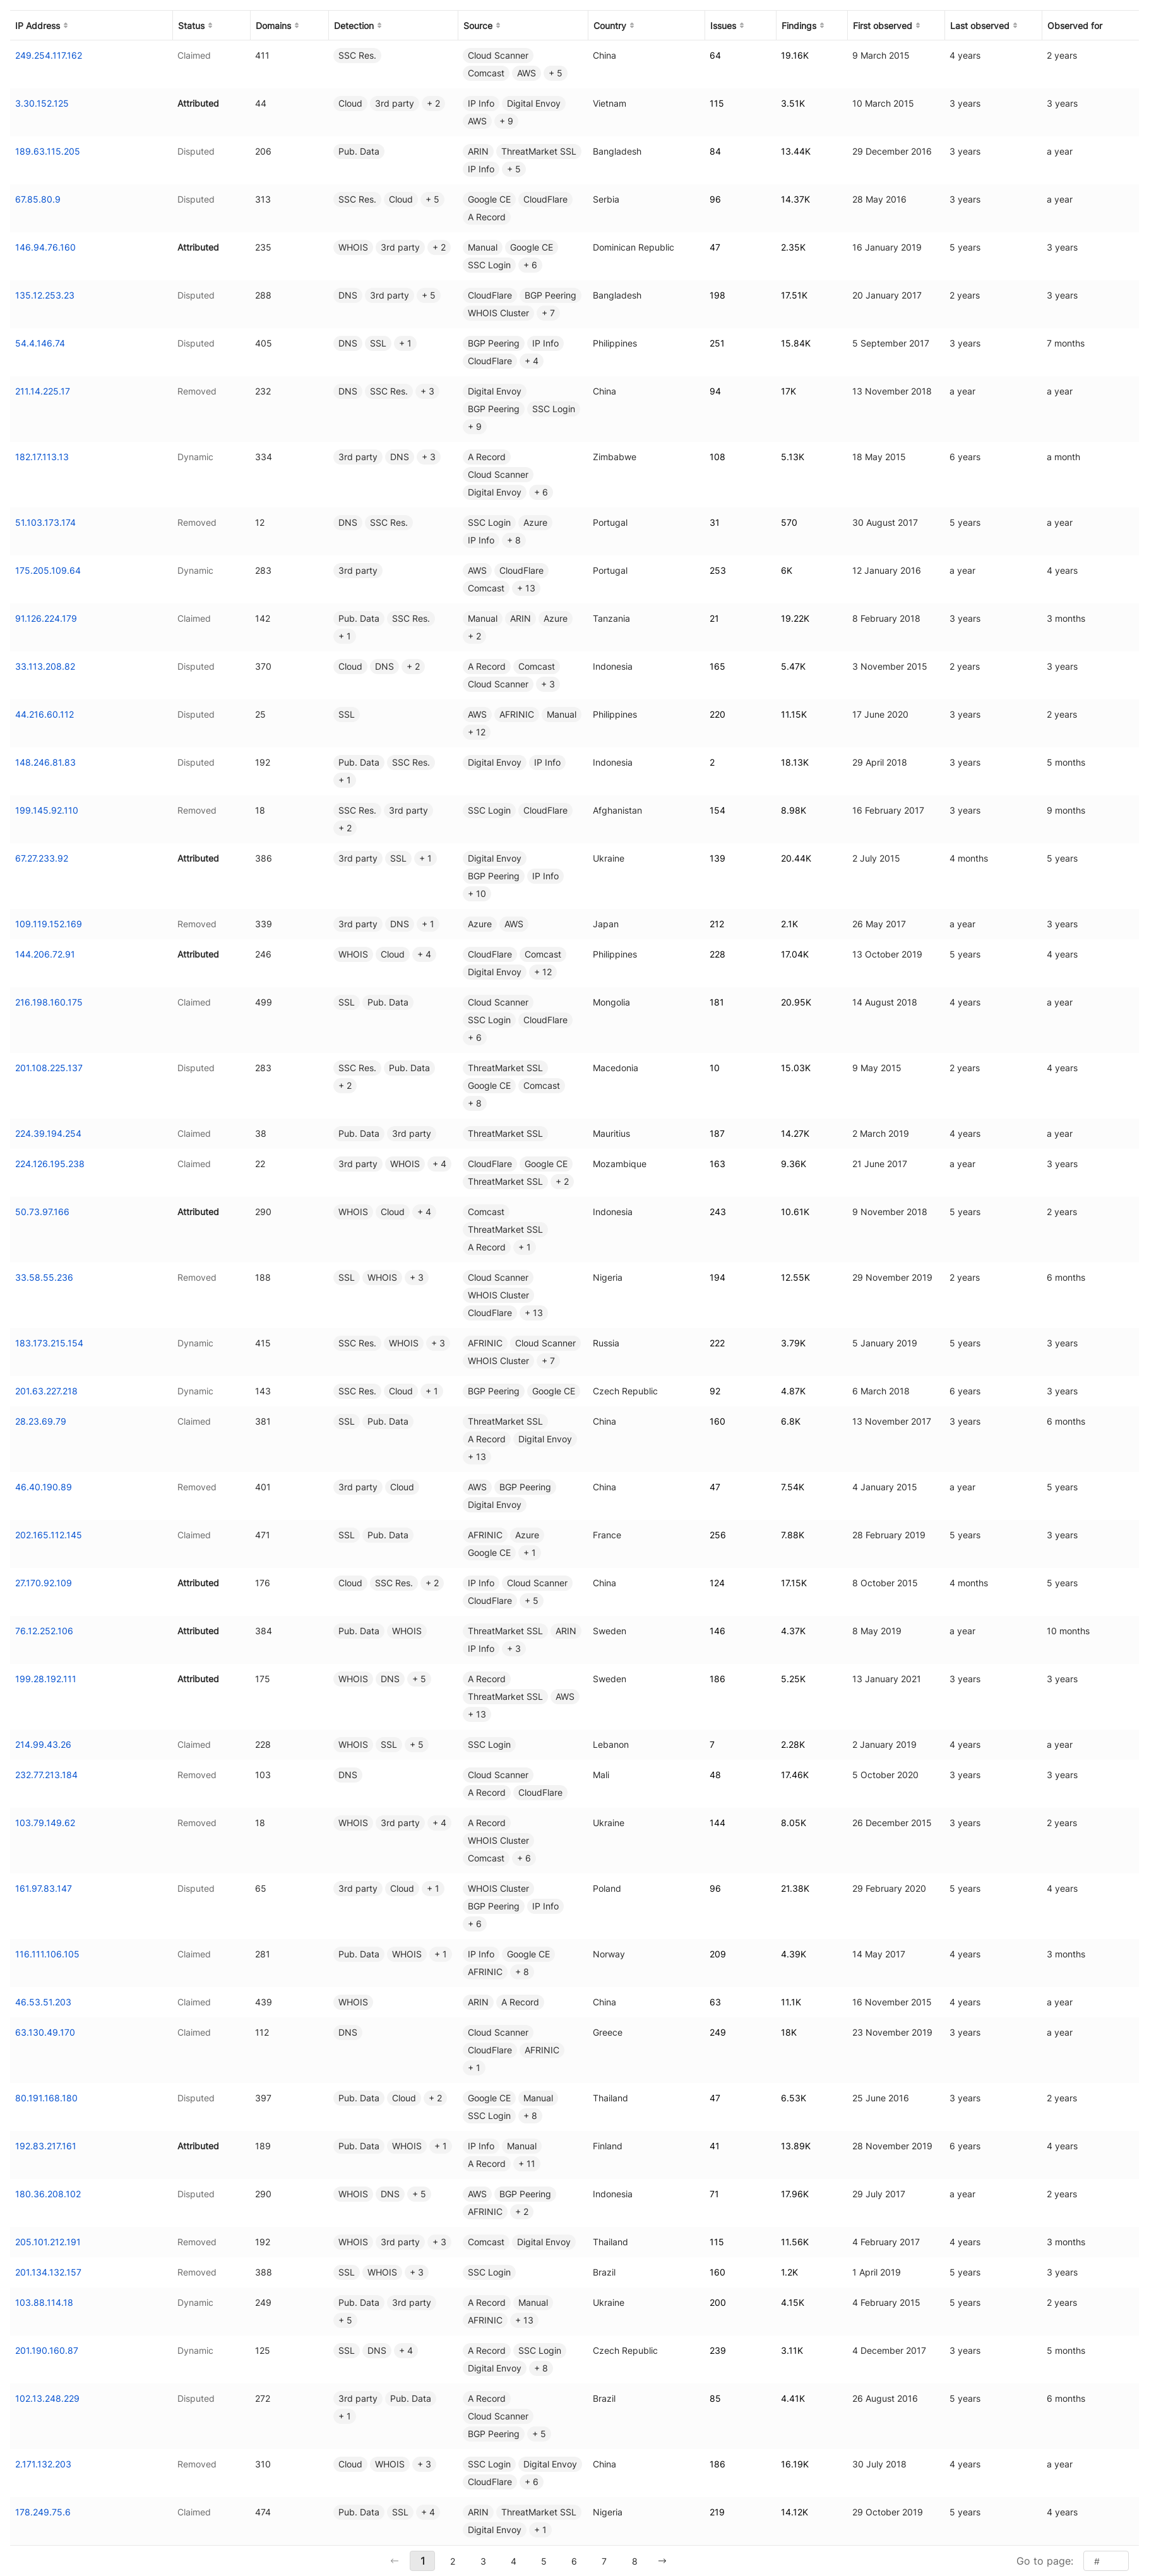 IP Address Status Domains Detection Source Country Issues Findings First observed Last observed Observed for
249.254.117.162 Claimed 411 SSC Res. Cloud Scanner China 64 19.16K 9 March 2015 4 years 2 years
Comcast AWS + 5
3.30.152.125 Attributed 44 Cloud 3rd party + 2 IP Info Digital Envoy Vietnam 115 3.51K 10 March 2015 3 years 3 years
AWS + 9
189.63.115.205 Disputed 206 Pub. Data ARIN ThreatMarket SSL Bangladesh 84 13.44K 29 December 2016 3 years a year
IP Info + 5
67.85.80.9 Disputed 313 SSC Res. Cloud + 5 Google CE CloudFlare Serbia 96 14.37K 28 May 2016 3 years a year
A Record
146.94.76.160 Attributed 235 WHOIS 3rd party + 2 Manual Google CE Dominican Republic 47 2.35K 16 January 2019 5 years 3 years
SSC Login + 6
135.12.253.23 Disputed 288 DNS 3rd party + 5 CloudFlare BGP Peering Bangladesh 198 17.51K 20 January 2017 2 years 3 years
WHOIS Cluster + 7
54.4.146.74 Disputed 405 DNS SSL + 1 BGP Peering IP Info Philippines 251 15.84K 5 September 2017 3 years 7 months
CloudFlare + 4
211.14.225.17 Removed 232 DNS SSC Res. + 3 Digital Envoy China 94 17K 13 November 2018 a year a year
BGP Peering SSC Login
+ 9
182.17.113.13 Dynamic 334 3rd party DNS + 3 A Record Zimbabwe 108 5.13K 18 May 2015 6 years a month
Cloud Scanner
Digital Envoy + 6
51.103.173.174 Removed 12 DNS SSC Res. SSC Login Azure Portugal 31 570 30 August 2017 5 years a year
IP Info + 8
175.205.109.64 Dynamic 283 3rd party AWS CloudFlare Portugal 253 6K 12 January 2016 a year 4 years
Comcast + 13
91.126.224.179 Claimed 142 Pub. Data SSC Res. Manual ARIN Azure Tanzania 21 19.22K 8 February 2018 3 years 3 months
+ 1 + 2
33.113.208.82 Disputed 370 Cloud DNS + 2 A Record Comcast Indonesia 165 5.47K 3 November 2015 2 years 3 years
Cloud Scanner + 3
44.216.60.112 Disputed 25 SSL AWS AFRINIC Manual Philippines 220 11.15K 17 June 2020 3 years 2 years
+ 12
148.246.81.83 Disputed 192 Pub. Data SSC Res. Digital Envoy IP Info Indonesia 2 18.13K 29 April 2018 3 years 5 months
+ 1
199.145.92.110 Removed 18 SSC Res. 3rd party SSC Login CloudFlare Afghanistan 154 8.98K 16 February 2017 3 years 9 months
+ 2
67.27.233.92 Attributed 386 3rd party SSL + 1 Digital Envoy Ukraine 139 20.44K 2 July 2015 4 months 5 years
BGP Peering IP Info
+ 10
109.119.152.169 Removed 339 3rd party DNS + 1 Azure AWS Japan 212 2.1K 26 May 2017 a year 3 years
144.206.72.91 Attributed 246 WHOIS Cloud + 4 CloudFlare Comcast Philippines 228 17.04K 13 October 2019 5 years 4 years
Digital Envoy + 12
216.198.160.175 Claimed 499 SSL Pub. Data Cloud Scanner Mongolia 181 20.95K 14 August 2018 4 years a year
SSC Login CloudFlare
+ 6
201.108.225.137 Disputed 283 SSC Res. Pub. Data ThreatMarket SSL Macedonia 10 15.03K 9 May 2015 2 years 4 years
+ 2 Google CE Comcast
+ 8
224.39.194.254 Claimed 38 Pub. Data 3rd party ThreatMarket SSL Mauritius 187 14.27K 2 March 2019 4 years a year
224.126.195.238 Claimed 22 3rd party WHOIS + 4 CloudFlare Google CE Mozambique 163 9.36K 21 June 2017 a year 3 years
ThreatMarket SSL + 2
50.73.97.166 Attributed 290 WHOIS Cloud + 4 Comcast Indonesia 243 10.61K 9 November 2018 5 years 2 years
ThreatMarket SSL
A Record + 1
33.58.55.236 Removed 188 SSL WHOIS + 3 Cloud Scanner Nigeria 194 12.55K 29 November 2019 2 years 6 months
WHOIS Cluster
CloudFlare + 13
183.173.215.154 Dynamic 415 SSC Res. WHOIS + 3 AFRINIC Cloud Scanner Russia 222 3.79K 5 January 2019 5 years 3 years
WHOIS Cluster + 7
201.63.227.218 Dynamic 143 SSC Res. Cloud + 1 BGP Peering Google CE Czech Republic 92 4.87K 6 March 2018 6 years 3 years
28.23.69.79 Claimed 381 SSL Pub. Data ThreatMarket SSL China 160 6.8K 13 November 2017 3 years 6 months
A Record Digital Envoy
+ 13
46.40.190.89 Removed 401 3rd party Cloud AWS BGP Peering China 47 7.54K 4 January 2015 a year 5 years
Digital Envoy
202.165.112.145 Claimed 471 SSL Pub. Data AFRINIC Azure France 256 7.88K 28 February 2019 5 years 3 years
Google CE + 1
27.170.92.109 Attributed 176 Cloud SSC Res. + 2 IP Info Cloud Scanner China 124 17.15K 8 October 2015 4 months 5 years
CloudFlare + 5
76.12.252.106 Attributed 384 Pub. Data WHOIS ThreatMarket SSL ARIN Sweden 146 4.37K 8 May 2019 a year 10 months
IP Info + 3
199.28.192.111 Attributed 175 WHOIS DNS + 5 A Record Sweden 186 5.25K 13 January 2021 3 years 3 years
ThreatMarket SSL AWS
+ 13
214.99.43.26 Claimed 228 WHOIS SSL + 5 SSC Login Lebanon 7 2.28K 2 January 2019 4 years a year
232.77.213.184 Removed 103 DNS Cloud Scanner Mali 48 17.46K 5 October 2020 3 years 3 years
A Record CloudFlare
103.79.149.62 Removed 18 WHOIS 3rd party + 4 A Record Ukraine 144 8.05K 26 December 2015 3 years 2 years
WHOIS Cluster
Comcast + 6
161.97.83.147 Disputed 65 3rd party Cloud + 1 WHOIS Cluster Poland 96 21.38K 29 February 2020 5 years 4 years
BGP Peering IP Info
+ 6
116.111.106.105 Claimed 281 Pub. Data WHOIS + 1 IP Info Google CE Norway 209 4.39K 14 May 2017 4 years 3 months
AFRINIC + 8
46.53.51.203 Claimed 439 WHOIS ARIN A Record China 63 11.1K 16 November 2015 4 years a year
63.130.49.170 Claimed 112 DNS Cloud Scanner Greece 249 18K 23 November 2019 3 years a year
CloudFlare AFRINIC
+ 1
80.191.168.180 Disputed 397 Pub. Data Cloud + 2 Google CE Manual Thailand 47 6.53K 25 June 2016 3 years 2 years
SSC Login + 8
192.83.217.161 Attributed 189 Pub. Data WHOIS + 1 IP Info Manual Finland 41 13.89K 28 November 2019 6 years 4 years
A Record + 11
180.36.208.102 Disputed 290 WHOIS DNS + 5 AWS BGP Peering Indonesia 71 17.96K 29 July 2017 a year 2 years
AFRINIC + 2
205.101.212.191 Removed 192 WHOIS 3rd party + 3 Comcast Digital Envoy Thailand 115 11.56K 4 February 2017 4 years 3 months
201.134.132.157 Removed 388 SSL WHOIS + 3 SSC Login Brazil 160 1.2K 1 April 2019 5 years 3 years
103.88.114.18 Dynamic 249 Pub. Data 3rd party A Record Manual Ukraine 200 4.15K 4 February 2015 5 years 2 years
+ 5 AFRINIC + 13
201.190.160.87 Dynamic 125 SSL DNS + 4 A Record SSC Login Czech Republic 239 3.11K 4 December 2017 3 years 5 months
Digital Envoy + 8
102.13.248.229 Disputed 272 3rd party Pub. Data A Record Brazil 85 4.41K 26 August 2016 5 years 6 months
+ 1 Cloud Scanner
BGP Peering + 5
2.171.132.203 Removed 310 Cloud WHOIS + 3 SSC Login Digital Envoy China 186 16.19K 30 July 2018 4 years a year
CloudFlare + 6
178.249.75.6 Claimed 474 Pub. Data SSL + 4 ARIN ThreatMarket SSL Nigeria 219 14.12K 29 October 2019 5 years 4 years
Digital Envoy + 1
← 1 2 3 4 5 6 7 8 → Go to page: #